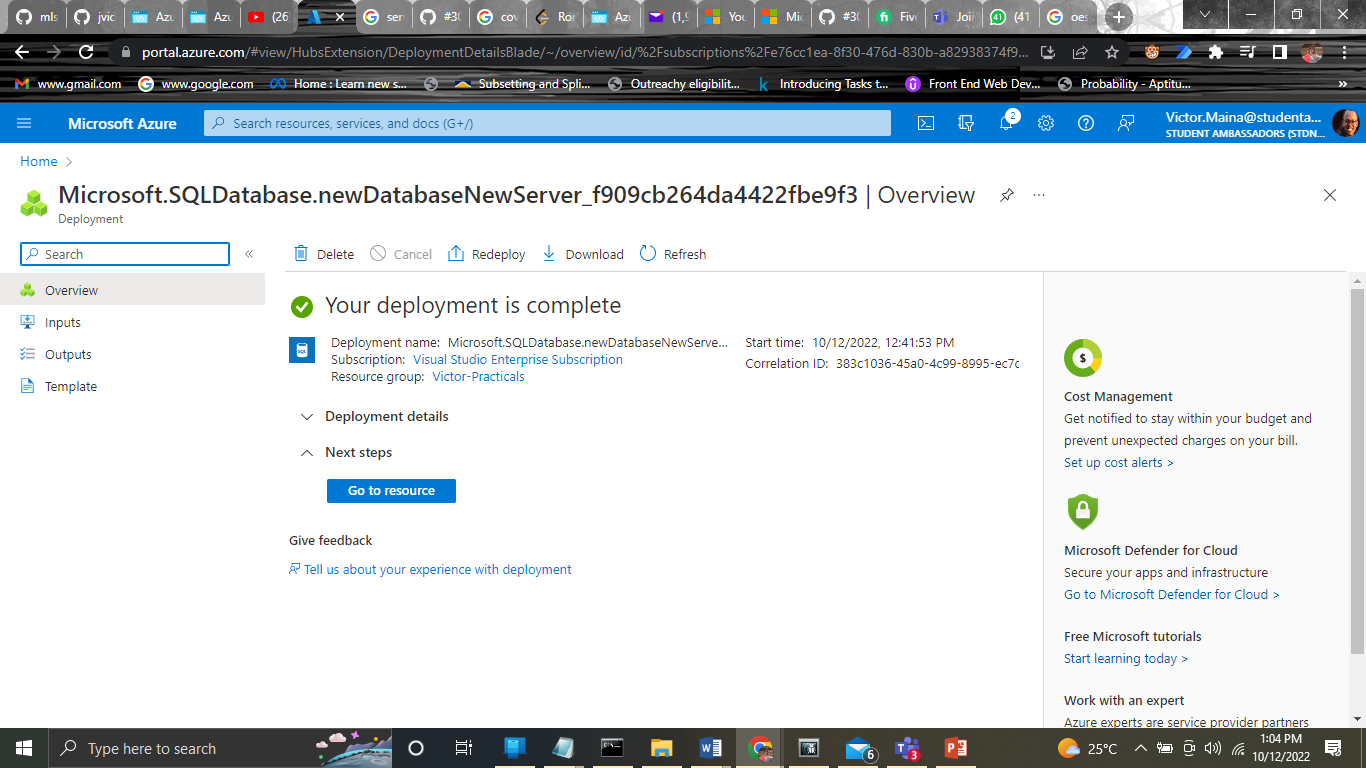 mls
jvic
Azu
Azu
(26
ser
#30
cov
Ro
Azu
(1,9
You
Mic
#30
Five
Joi
(41
oes
portal.azure.com/#view/HubsExtension/DeploymentDetailsBlade/~/overview/id/%2Fsubscriptions%2Fe76cc1ea-8f30-476d-830b-a82938374f9...
www.gmail.com
www.google.com
Home : Learn new s...
Subsetting and Spli...
Outreachy eligibilit...
Introducing Tasks t...
Front End Web Dev...
Probability - Aptitu...
»
Microsoft Azure
Search resources, services, and docs (G+/)
2
Victor.Maina@studenta...
STUDENT AMBASSADORS (STDN...
Home >
Microsoft.SQLDatabase.newDatabaseNewServer_f909cb264da4422fbe9f3 | Overview
Deployment
Search
«
Delete
Cancel
Redeploy
Download
Refresh
Overview
Inputs
Outputs
Template
Your deployment is complete
SQL
Deployment name: Microsoft.SQLDatabase.newDatabaseNewServe...
Subscription: Visual Studio Enterprise Subscription
Resource group: Victor-Practicals
Start time: 10/12/2022, 12:41:53 PM
Correlation ID: 383c1036-45a0-4c99-8995-ec7c
Deployment details
Next steps
Go to resource
Give feedback
Tell us about your experience with deployment
$
Cost Management
Get notified to stay within your budget and
prevent unexpected charges on your bill.
Set up cost alerts >
Microsoft Defender for Cloud
Secure your apps and infrastructure
Go to Microsoft Defender for Cloud >
Free Microsoft tutorials
Start learning today >
Work with an expert
Azure experts are service provider partners
Type here to search
6
3
25°C
1:04 PM
10/12/2022